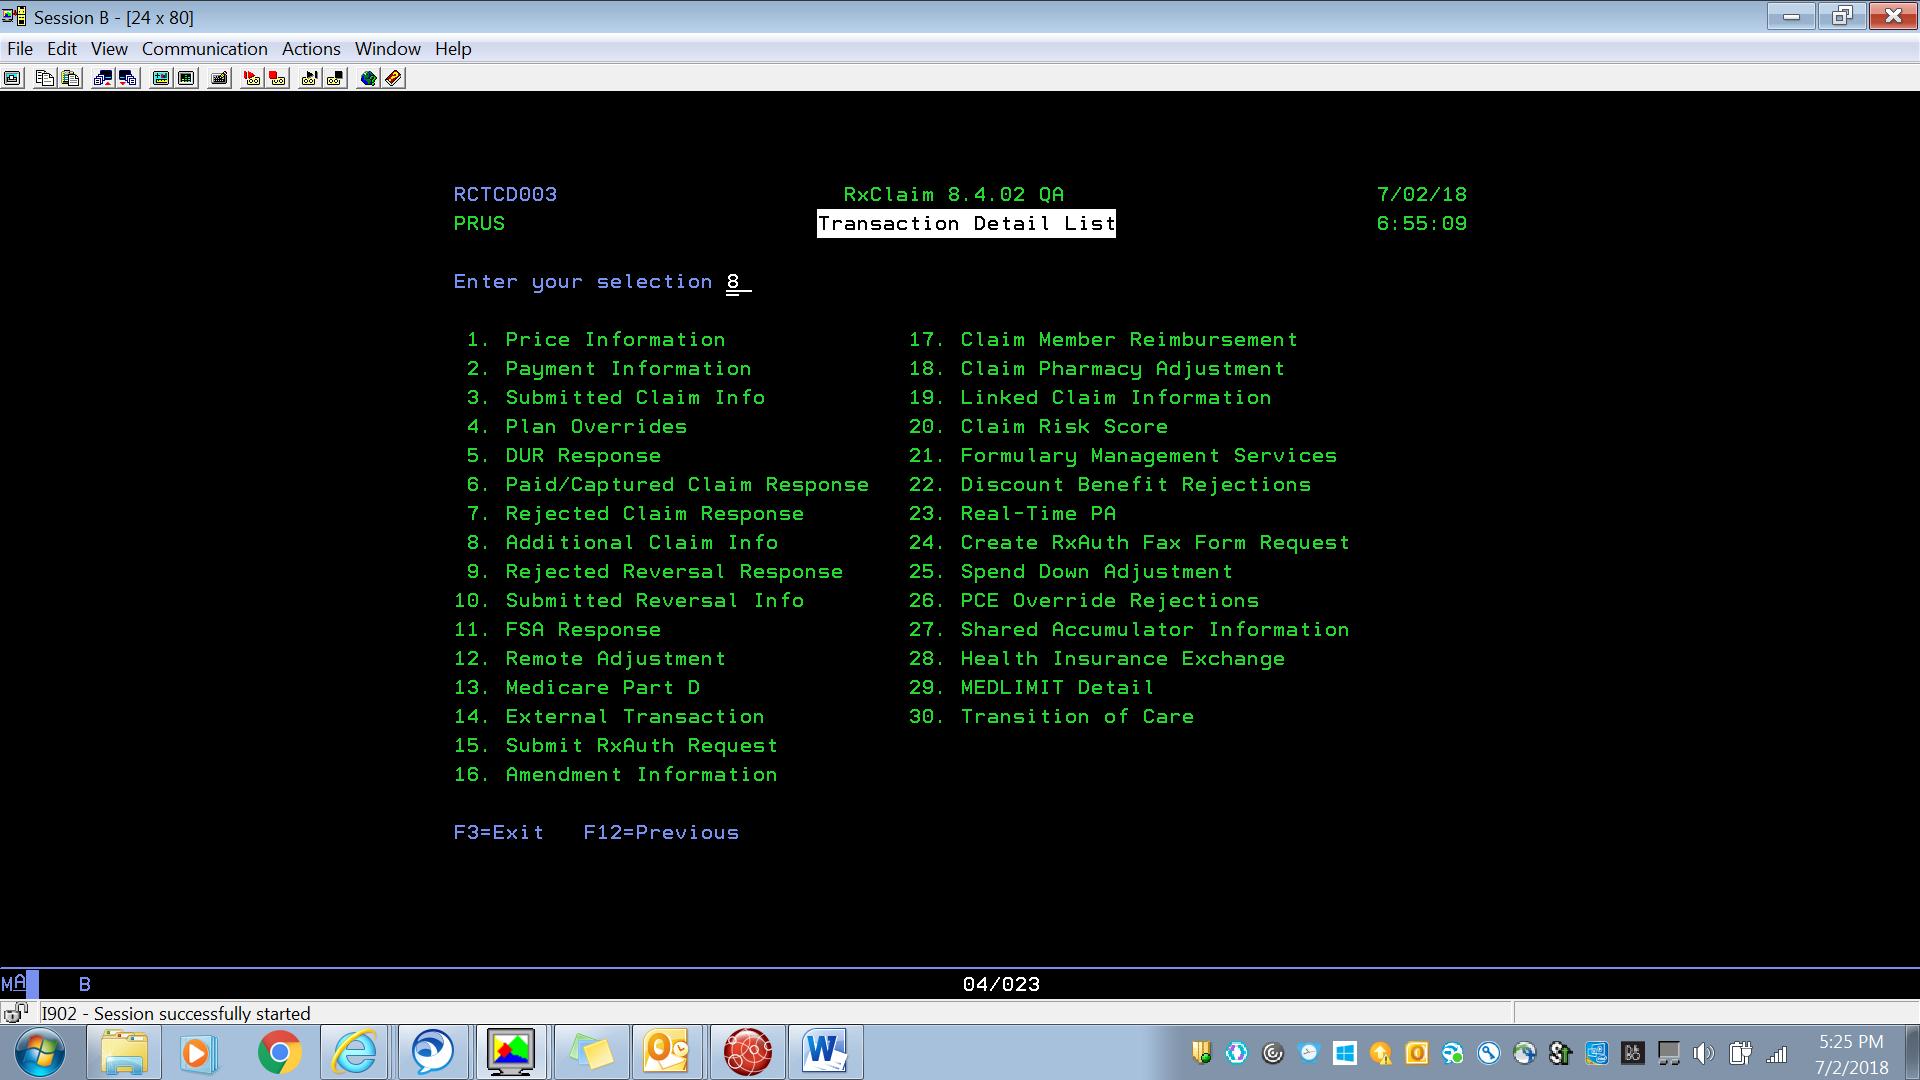 Session B - [24 x 80]
File Edit View Communication Actions Window Help
RCTCD003 RxClaim 8.4.02 QA 7/02/18
PRUS Transaction Detail List 6:55:09
Enter your selection 8
1. Price Information 17. Claim Member Reimbursement
2. Payment Information 18. Claim Pharmacy Adjustment
3. Submitted Claim Info 19. Linked Claim Information
4. Plan Overrides 20. Claim Risk Score
5. DUR Response 21. Formulary Management Services
6. Paid/Captured Claim Response 22. Discount Benefit Rejections
7. Rejected Claim Response 23. Real-Time PA
8. Additional Claim Info 24. Create RxAuth Fax Form Request
9. Rejected Reversal Response 25. Spend Down Adjustment
10. Submitted Reversal Info 26. PCE Override Rejections
11. FSA Response 27. Shared Accumulator Information
12. Remote Adjustment 28. Health Insurance Exchange
13. Medicare Part D 29. MEDLIMIT Detail
14. External Transaction 30. Transition of Care
15. Submit RxAuth Request
16. Amendment Information
F3=Exit F12=Previous
MA B 04/023
I902 - Session successfully started
5:25 PM
7/2/2018